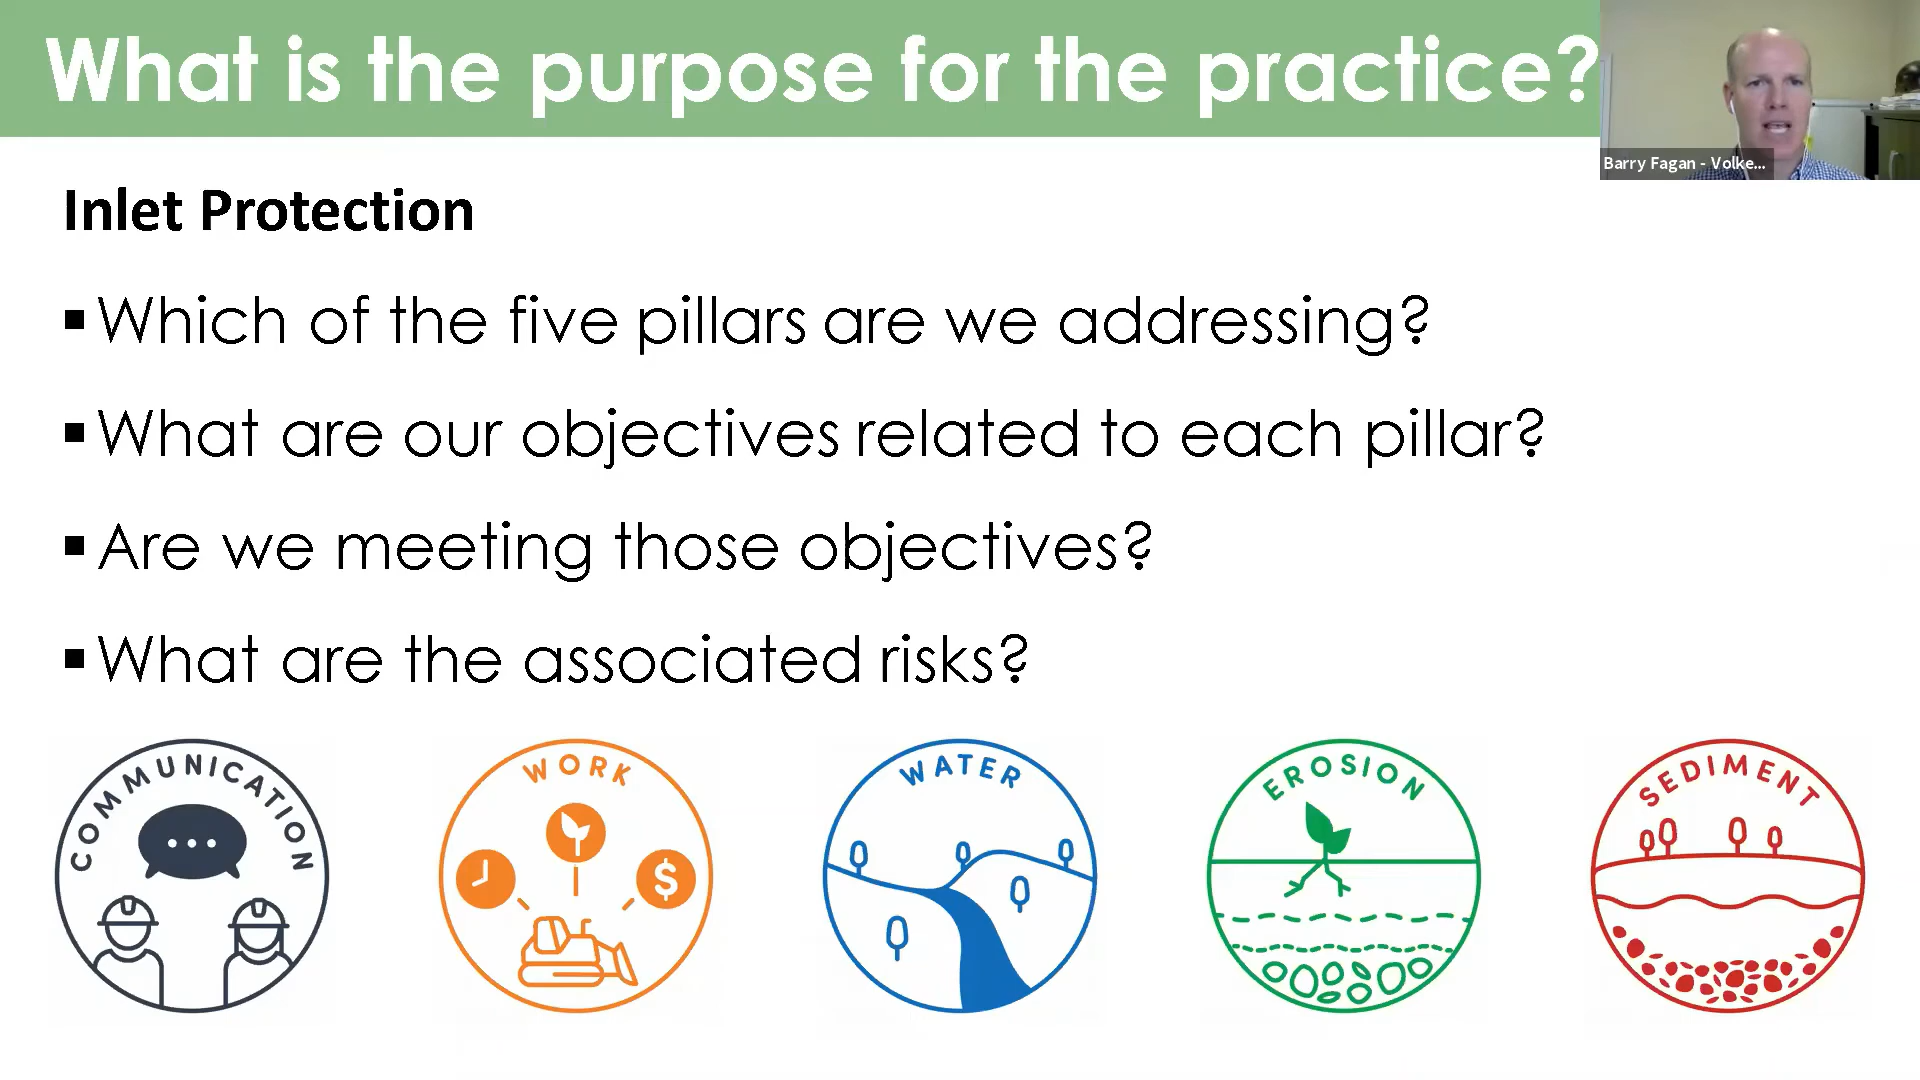 What is the purpose for the practice?
Barry Fagan - Volke...
Inlet Protection
▪Which of the five pillars are we addressing?
▪What are our objectives related to each pillar?
▪Are we meeting those objectives?
▪What are the associated risks?
COMMUNICATION
WORK
$
WATER
EROSION
SEDIMENT